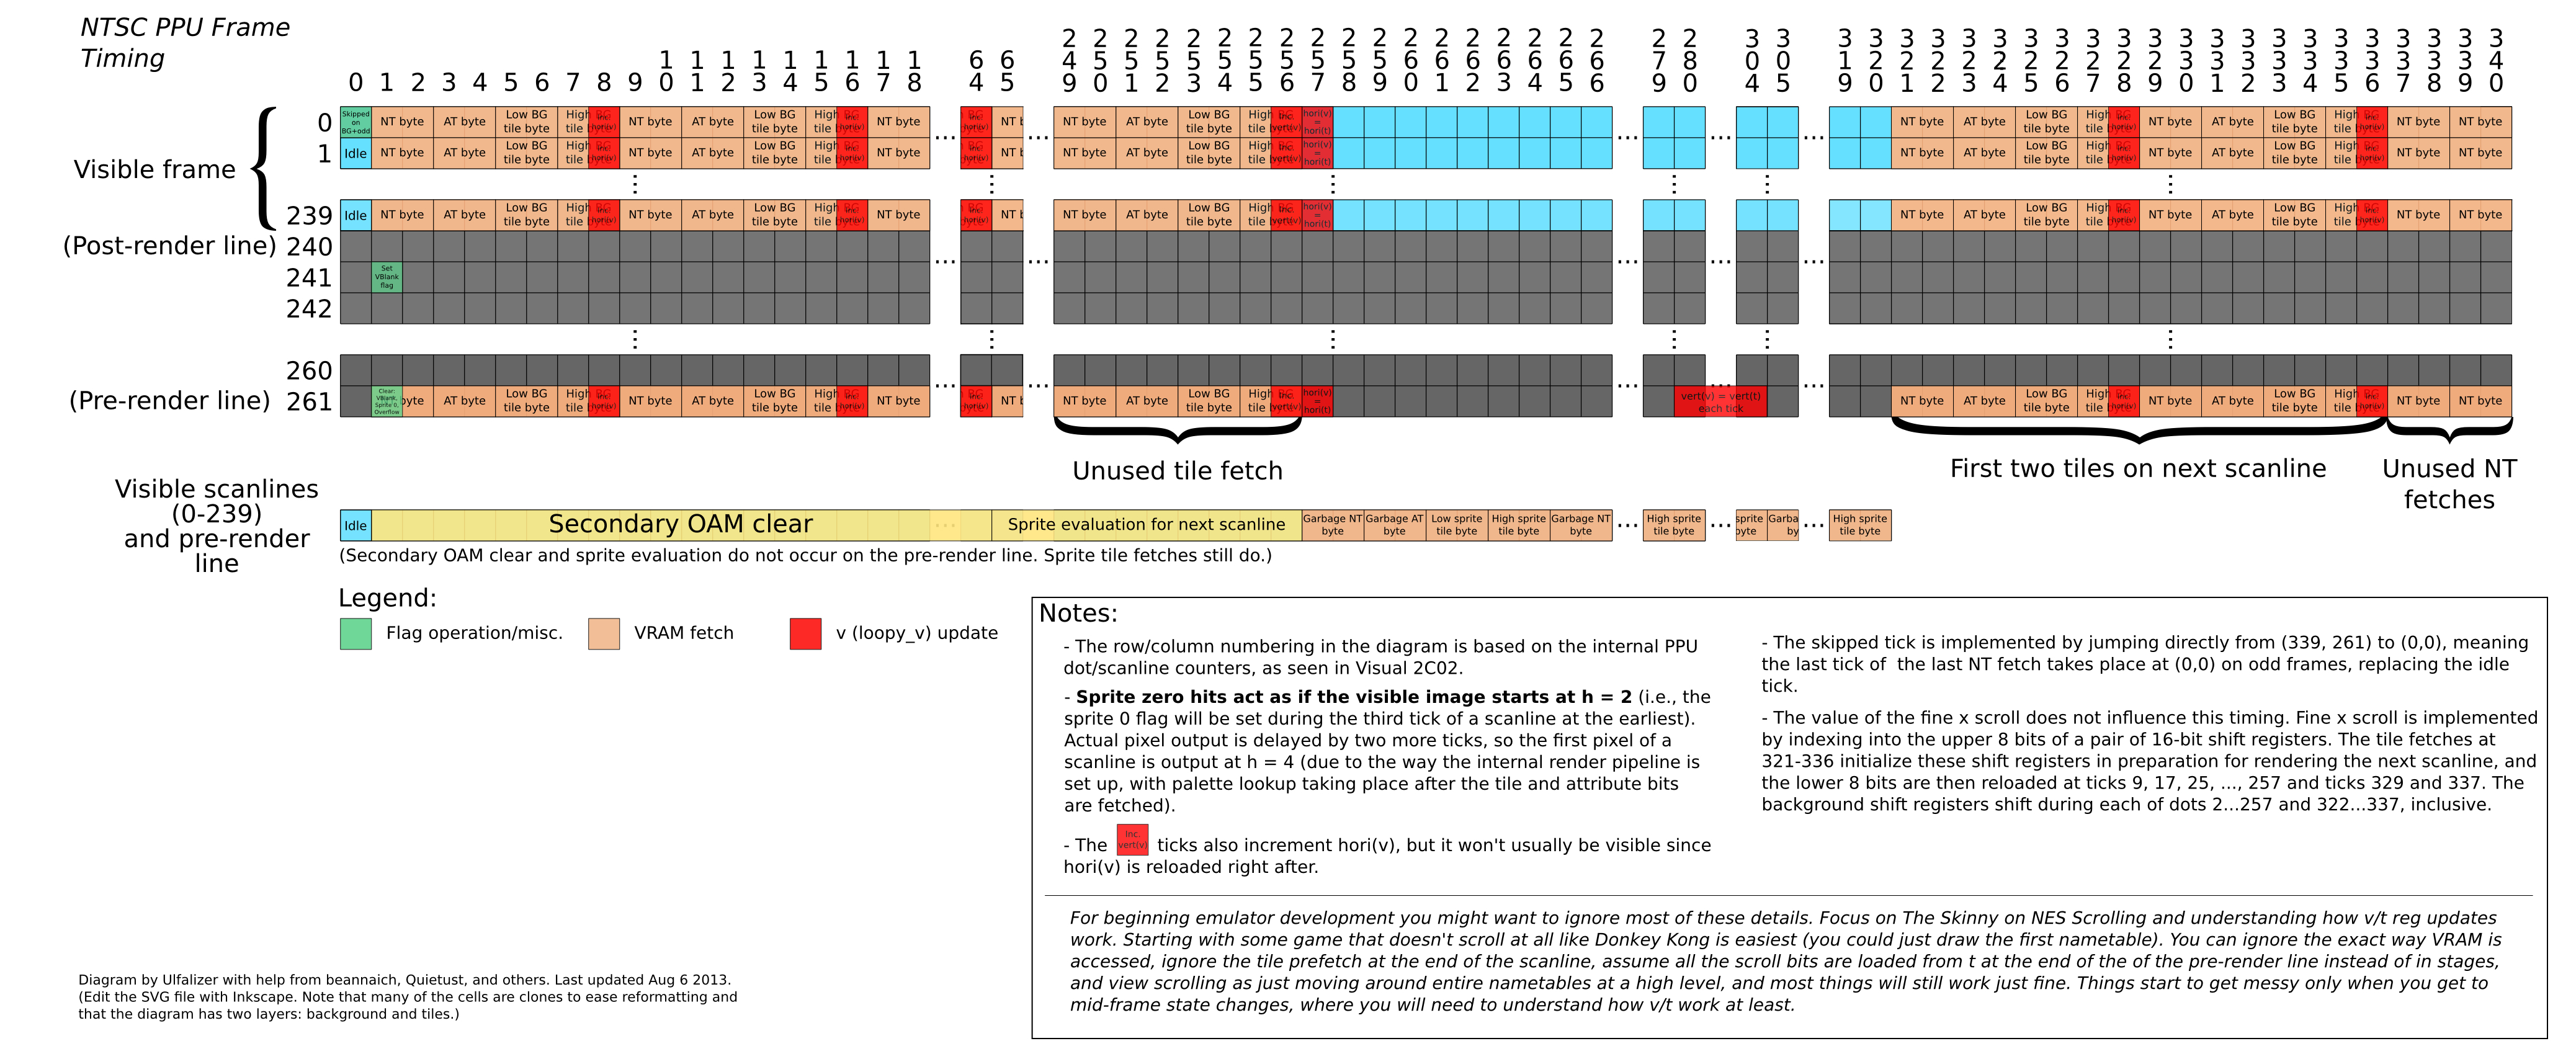 NTSC PPU Frame
Timing
0 1 2 3 4 5 6 7 8 9 10 11 12 13 14 15 16 17 18 64 65 249 250 251 252 253 254 255 256 257 258 259 260 261 262 263 264 265 266 279 280 304 305 319 320 321 322 323 324 325 326 327 328 329 330 331 332 333 334 335 336 337 338 339 340
Visible frame
0 Skipped on BG+odd NT byte AT byte Low BG tile byte High BG tile byte Inc. hori(v) NT byte AT byte Low BG tile byte High BG tile byte Inc. hori(v) NT byte ... BG Inc. hori(v) NT b ... NT byte AT byte Low BG tile byte High BG tile byte Inc. vert(v) hori(v) = hori(t) ... ... ... NT byte AT byte Low BG tile byte High BG tile byte Inc. hori(v) NT byte AT byte Low BG tile byte High BG tile byte Inc. hori(v) NT byte NT byte
1 Idle NT byte AT byte Low BG tile byte High BG tile byte Inc. hori(v) NT byte AT byte Low BG tile byte High BG tile byte Inc. hori(v) NT byte BG Inc. hori(v) NT b NT byte AT byte Low BG tile byte High BG tile byte Inc. vert(v) hori(v) = hori(t) NT byte AT byte Low BG tile byte High BG tile byte Inc. hori(v) NT byte AT byte Low BG tile byte High BG tile byte Inc. hori(v) NT byte NT byte
239 Idle NT byte AT byte Low BG tile byte High BG tile byte Inc. hori(v) NT byte AT byte Low BG tile byte High BG tile byte Inc. hori(v) NT byte BG Inc. hori(v) NT b NT byte AT byte Low BG tile byte High BG tile byte Inc. vert(v) hori(v) = hori(t) NT byte AT byte Low BG tile byte High BG tile byte Inc. hori(v) NT byte AT byte Low BG tile byte High BG tile byte Inc. hori(v) NT byte NT byte
(Post-render line) 240
241 Set VBlank flag
242
260
(Pre-render line) 261 Clear: VBlank, Sprite 0, Overflow byte AT byte Low BG tile byte High BG tile byte Inc. hori(v) NT byte AT byte Low BG tile byte High BG tile byte Inc. hori(v) NT byte BG Inc. hori(v) NT b NT byte AT byte Low BG tile byte High BG tile byte Inc. vert(v) hori(v) = hori(t) vert(v) = vert(t) each tick NT byte AT byte Low BG tile byte High BG tile byte Inc. hori(v) NT byte AT byte Low BG tile byte High BG tile byte Inc. hori(v) NT byte NT byte
Unused tile fetch
First two tiles on next scanline
Unused NT
fetches
Visible scanlines
(0-239)
and pre-render
line
Idle Secondary OAM clear ... Sprite evaluation for next scanline Garbage NT byte Garbage AT byte Low sprite tile byte High sprite tile byte Garbage NT byte ... High sprite tile byte ... sprite byte Garba by ... High sprite tile byte
(Secondary OAM clear and sprite evaluation do not occur on the pre-render line. Sprite tile fetches still do.)
Legend:
Flag operation/misc. VRAM fetch v (loopy_v) update
Notes:
- The row/column numbering in the diagram is based on the internal PPU
dot/scanline counters, as seen in Visual 2C02.
- Sprite zero hits act as if the visible image starts at h = 2 (i.e., the
sprite 0 flag will be set during the third tick of a scanline at the earliest).
Actual pixel output is delayed by two more ticks, so the first pixel of a
scanline is output at h = 4 (due to the way the internal render pipeline is
set up, with palette lookup taking place after the tile and attribute bits
are fetched).
- The Inc. vert(v) ticks also increment hori(v), but it won't usually be visible since
hori(v) is reloaded right after.
- The skipped tick is implemented by jumping directly from (339, 261) to (0,0), meaning
the last tick of the last NT fetch takes place at (0,0) on odd frames, replacing the idle
tick.
- The value of the fine x scroll does not influence this timing. Fine x scroll is implemented
by indexing into the upper 8 bits of a pair of 16-bit shift registers. The tile fetches at
321-336 initialize these shift registers in preparation for rendering the next scanline, and
the lower 8 bits are then reloaded at ticks 9, 17, 25, ..., 257 and ticks 329 and 337. The
background shift registers shift during each of dots 2...257 and 322...337, inclusive.
For beginning emulator development you might want to ignore most of these details. Focus on The Skinny on NES Scrolling and understanding how v/t reg updates
work. Starting with some game that doesn't scroll at all like Donkey Kong is easiest (you could just draw the first nametable). You can ignore the exact way VRAM is
accessed, ignore the tile prefetch at the end of the scanline, assume all the scroll bits are loaded from t at the end of the of the pre-render line instead of in stages,
and view scrolling as just moving around entire nametables at a high level, and most things will still work just fine. Things start to get messy only when you get to
mid-frame state changes, where you will need to understand how v/t work at least.
Diagram by Ulfalizer with help from beannaich, Quietust, and others. Last updated Aug 6 2013.
(Edit the SVG file with Inkscape. Note that many of the cells are clones to ease reformatting and
that the diagram has two layers: background and tiles.)